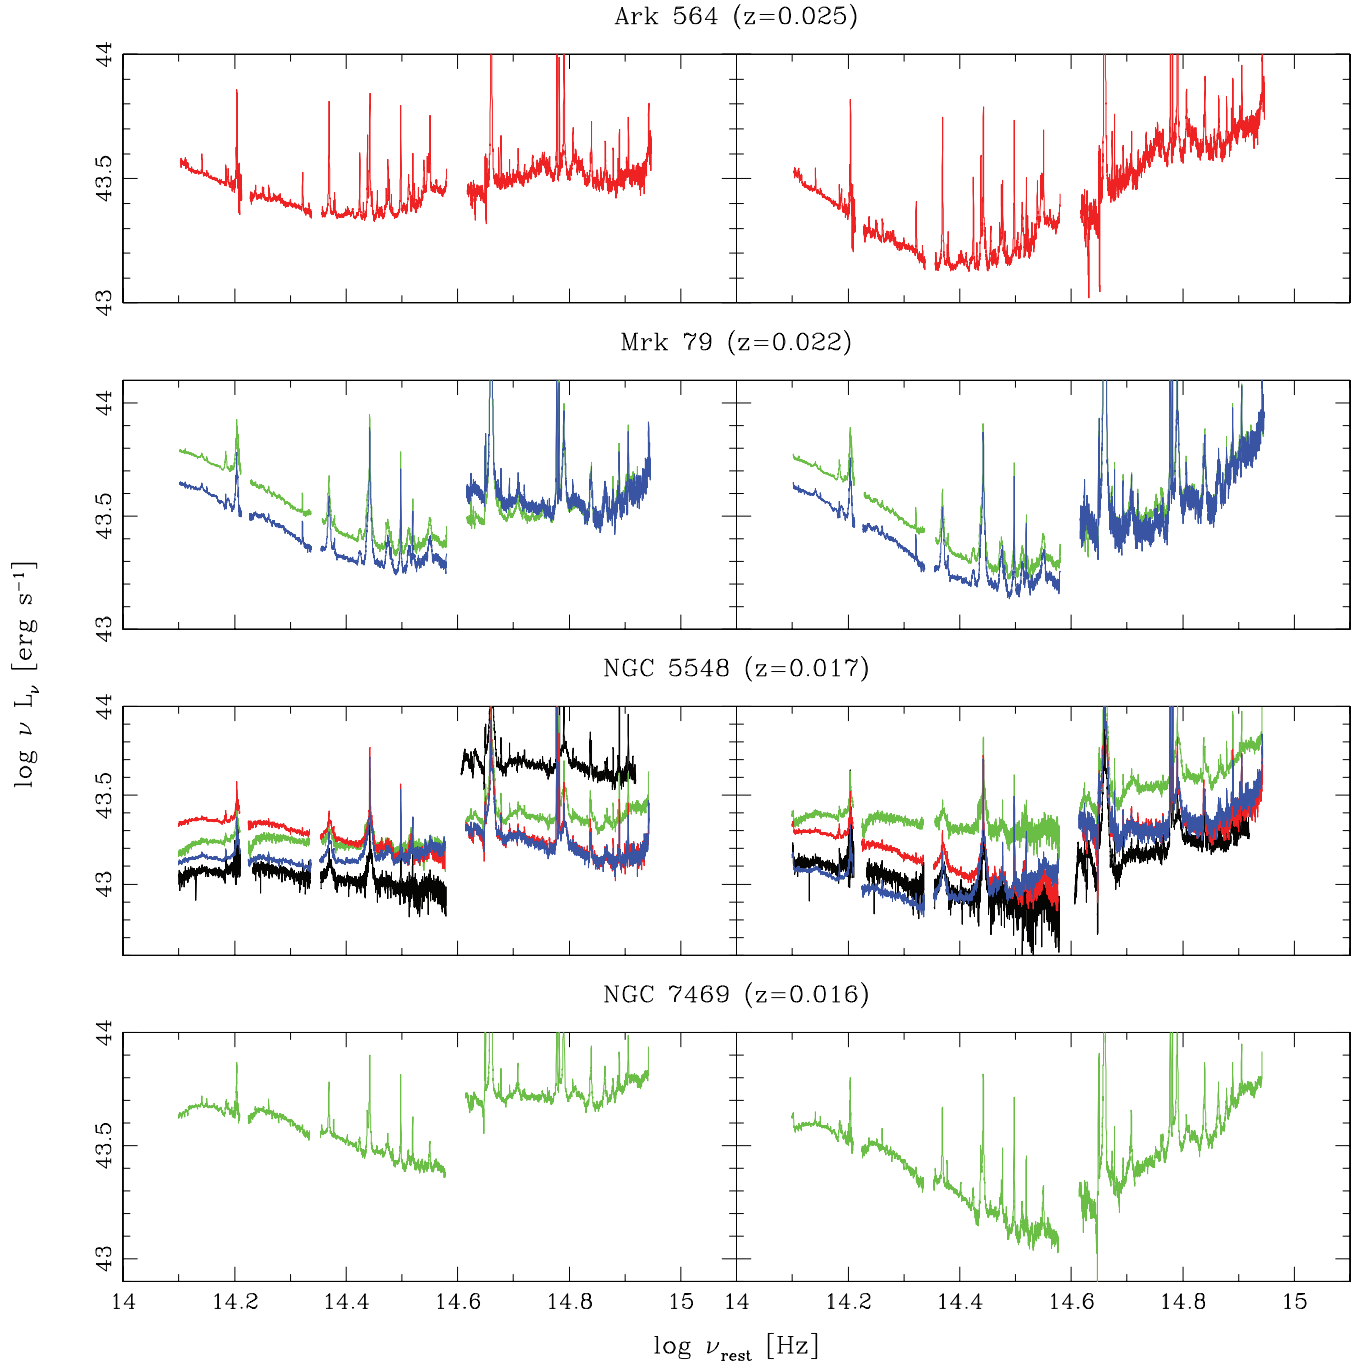 Ark 564 (z=0.025)
44
43.5
43
Mrk 79 (z=0.022)
44
43.5
43
log ν Lν [erg s⁻¹]
NGC 5548 (z=0.017)
44
43.5
43
NGC 7469 (z=0.016)
44
43.5
43
14 14.2 14.4 14.6 14.8 15 14 14.2 14.4 14.6 14.8 15
log νrest [Hz]